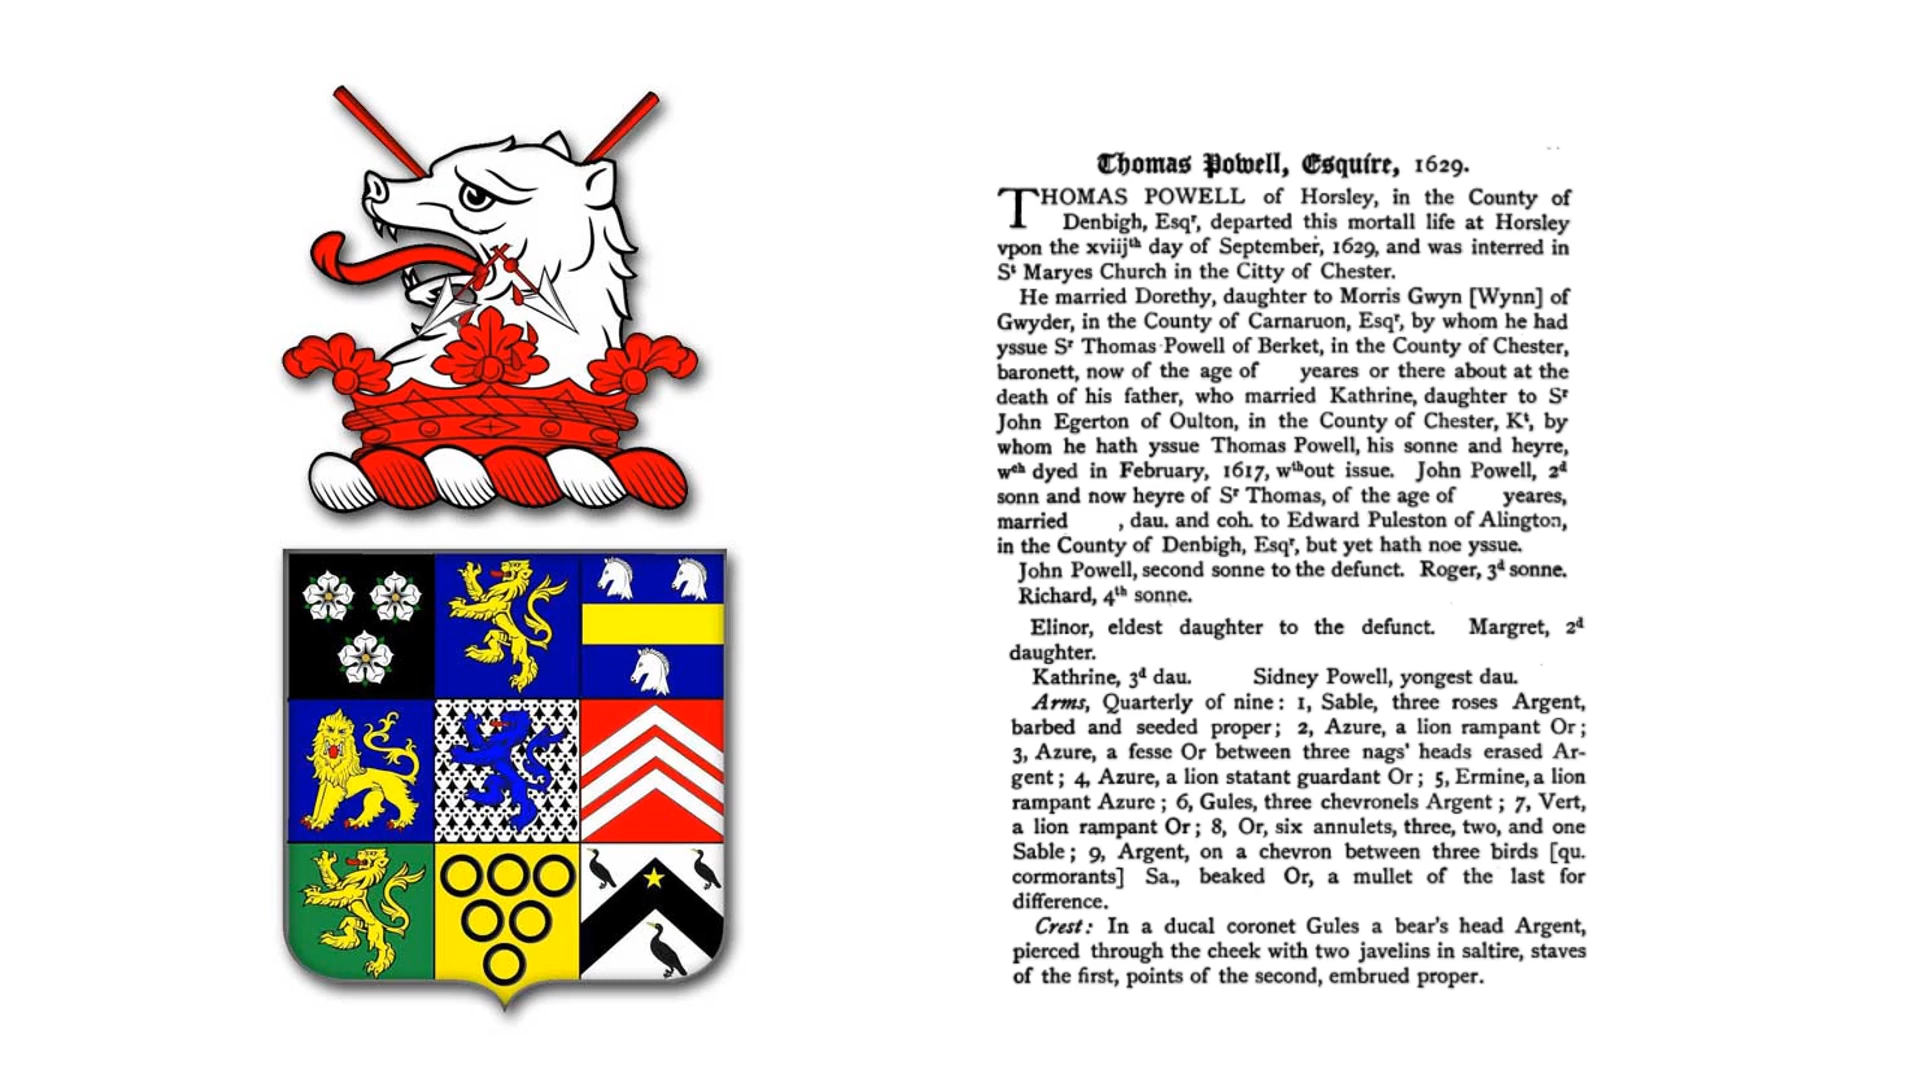 Thomas Powell, Esquire, 1629.
THOMAS POWELL of Horsley, in the County of
Denbigh, Esqʳ, departed this mortall life at Horsley
vpon the xviijᵗʰ day of September, 1629, and was interred in
Sᵗ Maryes Church in the Citty of Chester.
He married Dorethy, daughter to Morris Gwyn [Wynn] of
Gwyder, in the County of Carnaruon, Esqʳ, by whom he had
yssue Sʳ Thomas Powell of Berket, in the County of Chester,
baronett, now of the age of yeares or there about at the
death of his father, who married Kathrine, daughter to Sʳ
John Egerton of Oulton, in the County of Chester, Kᵗ, by
whom he hath yssue Thomas Powell, his sonne and heyre,
wᶜʰ dyed in February, 1617, wᵗʰout issue. John Powell, 2ᵈ
sonn and now heyre of Sʳ Thomas, of the age of yeares,
married , dau. and coh. to Edward Puleston of Alington,
in the County of Denbigh, Esqʳ, but yet hath noe yssue.
John Powell, second sonne to the defunct. Roger, 3ᵈ sonne.
Richard, 4ᵗʰ sonne.
Elinor, eldest daughter to the defunct. Margret, 2ᵈ
daughter.
Kathrine, 3ᵈ dau. Sidney Powell, yongest dau.
Arms, Quarterly of nine: 1, Sable, three roses Argent,
barbed and seeded proper; 2, Azure, a lion rampant Or;
3, Azure, a fesse Or between three nags' heads erased Ar-
gent; 4, Azure, a lion statant guardant Or; 5, Ermine, a lion
rampant Azure; 6, Gules, three chevronels Argent; 7, Vert,
a lion rampant Or; 8, Or, six annulets, three, two, and one
Sable; 9, Argent, on a chevron between three birds [qu.
cormorants] Sa., beaked Or, a mullet of the last for
difference.
Crest: In a ducal coronet Gules a bear's head Argent,
pierced through the cheek with two javelins in saltire, staves
of the first, points of the second, embrued proper.